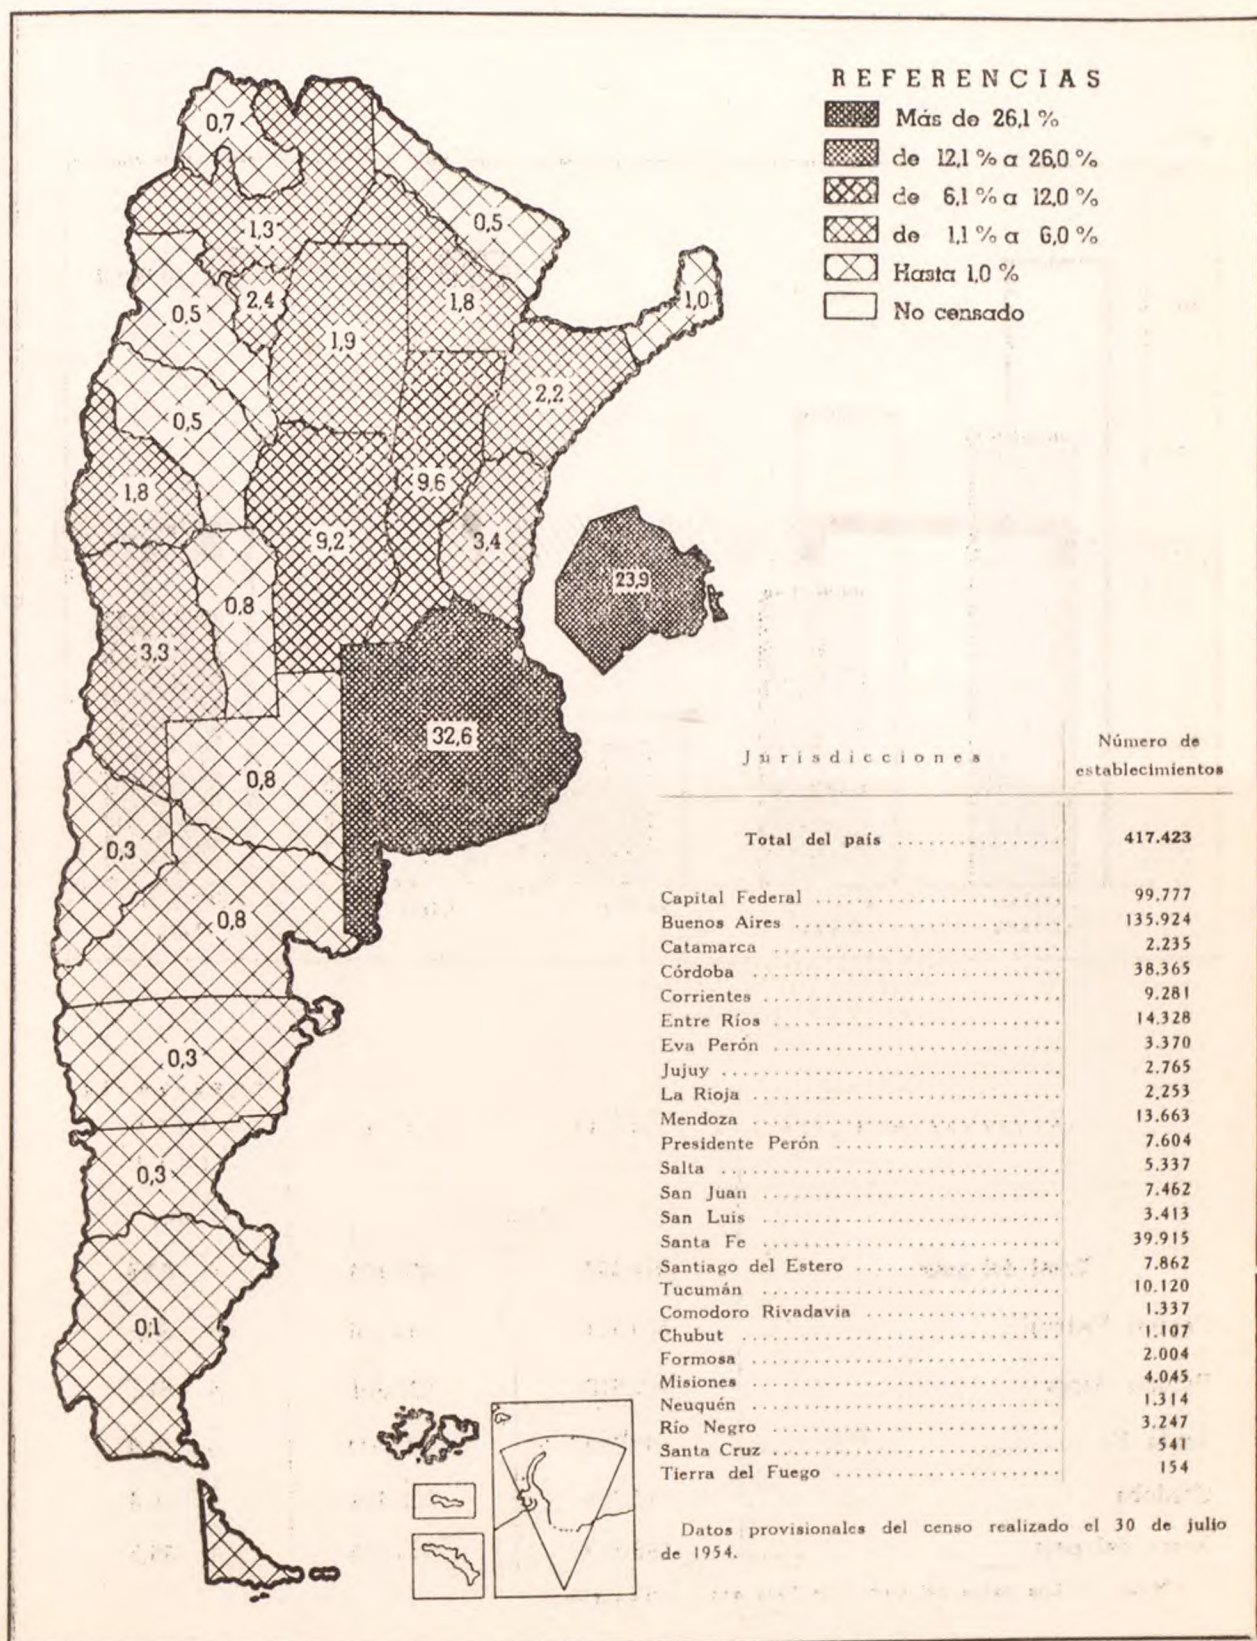 REFERENCIAS
Más de 26,1 %
de 12,1 % a 26,0 %
de 6,1 % a 12,0 %
de 1,1 % a 6,0 %
Hasta 1,0 %
No censado
0,7
0,5
1,3
1,0
2,4
0,5
1,8
1,9
2,2
0,5
1,8
9,6
9,2
3,4
23,9
0,8
3,3
32,6
0,8
0,3
0,8
0,3
0,3
0,1
Jurisdicciones Número de establecimientos
Total del país ................ 417.423
Capital Federal ................ 99.777
Buenos Aires ................ 135.924
Catamarca ................ 2.235
Córdoba ................ 38.365
Corrientes ................ 9.281
Entre Ríos ................ 14.328
Eva Perón ................ 3.370
Jujuy ................ 2.765
La Rioja ................ 2,253
Mendoza ................ 13.663
Presidente Perón ................ 7.604
Salta ................ 5.337
San Juan ................ 7.462
San Luis ................ 3.413
Santa Fe ................ 39.915
Santiago del Estero ................ 7.862
Tucumán ................ 10.120
Comodoro Rivadavia ................ 1.337
Chubut ................ 1.107
Formosa ................ 2.004
Misiones ................ 4.045
Neuquén ................ 1.314
Río Negro ................ 3.247
Santa Cruz ................ 541
Tierra del Fuego ................ 154
Datos provisionales del censo realizado el 30 de julio
de 1954.